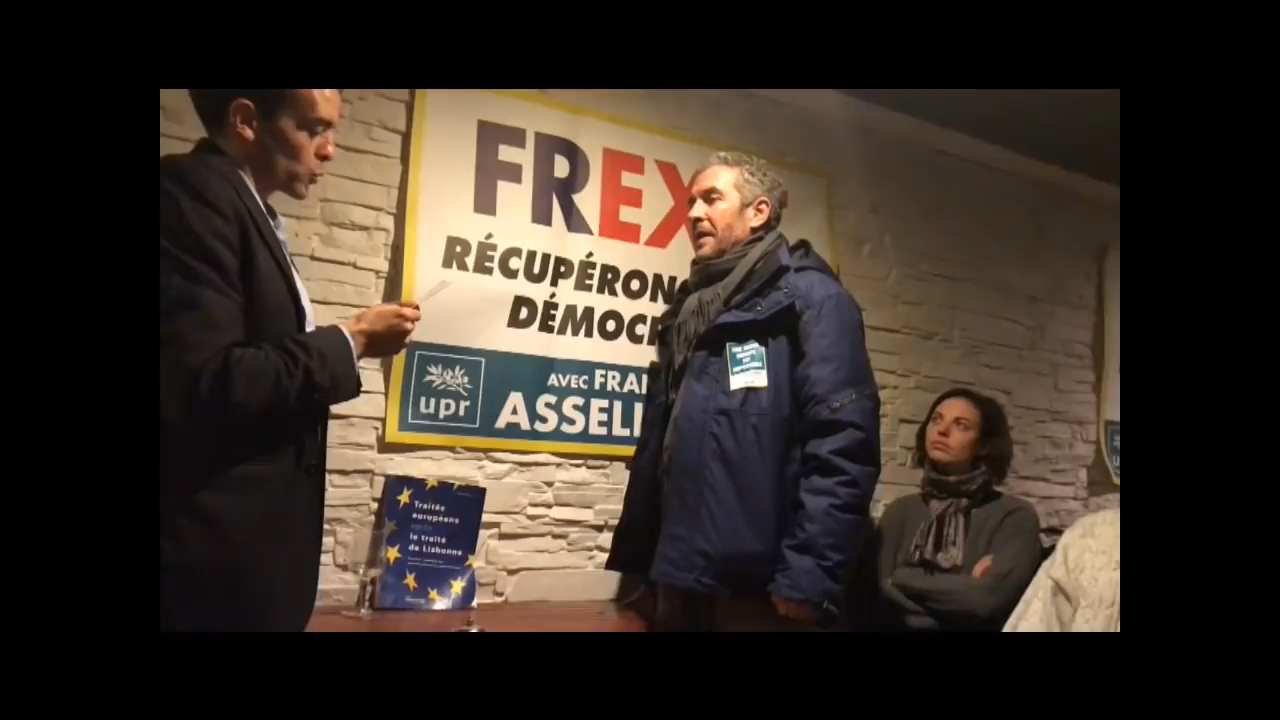 FREX
RÉCUPÉRON
DÉMOC
upr
AVEC FRAN
ASSELI
Traités
européens
le traité
de Lisbonne